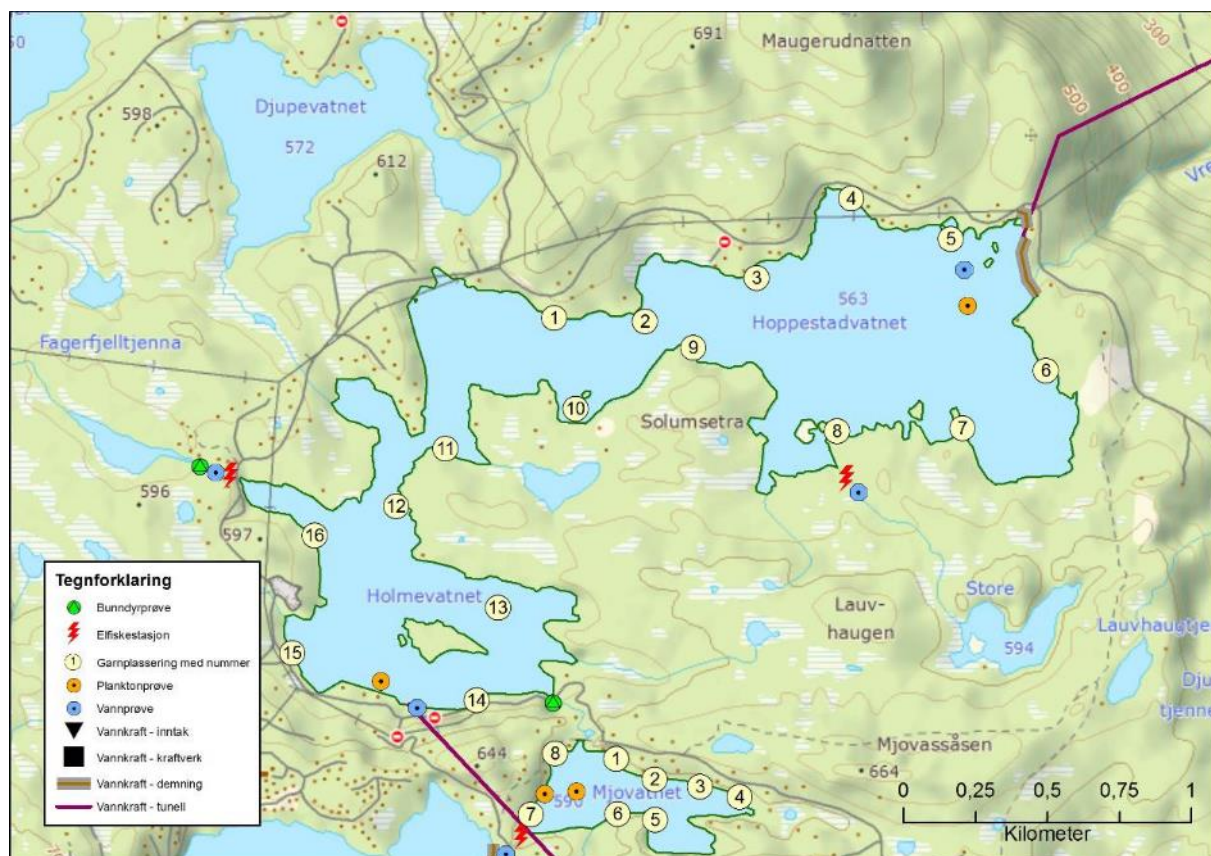 691
Maugerudnatten
300
400
500
50
Djupevatnet
572
598
612
Vre
4
5
3
563
Hoppestadvatnet
1
2
Fagerfjelltjenna
9
6
10
Solumsetra
8
7
11
596
12
597
16
Tegnforklaring
Bunndyrprøve
Elfiskestasjon
1 Garnplassering med nummer
Planktonprøve
Vannprøve
Vannkraft - inntak
Vannkraft - kraftverk
Vannkraft - demning
Vannkraft - tunell
Holmevatnet
13
15
14
Lauv-
haugen
Store
594
Lauvhaugtje
Dju
tjenne
644
8
1
2
3
4
Mjovatnet
590
7
6
5
Mjovassåsen
664
0 0,25 0,5 0,75 1
Kilometer